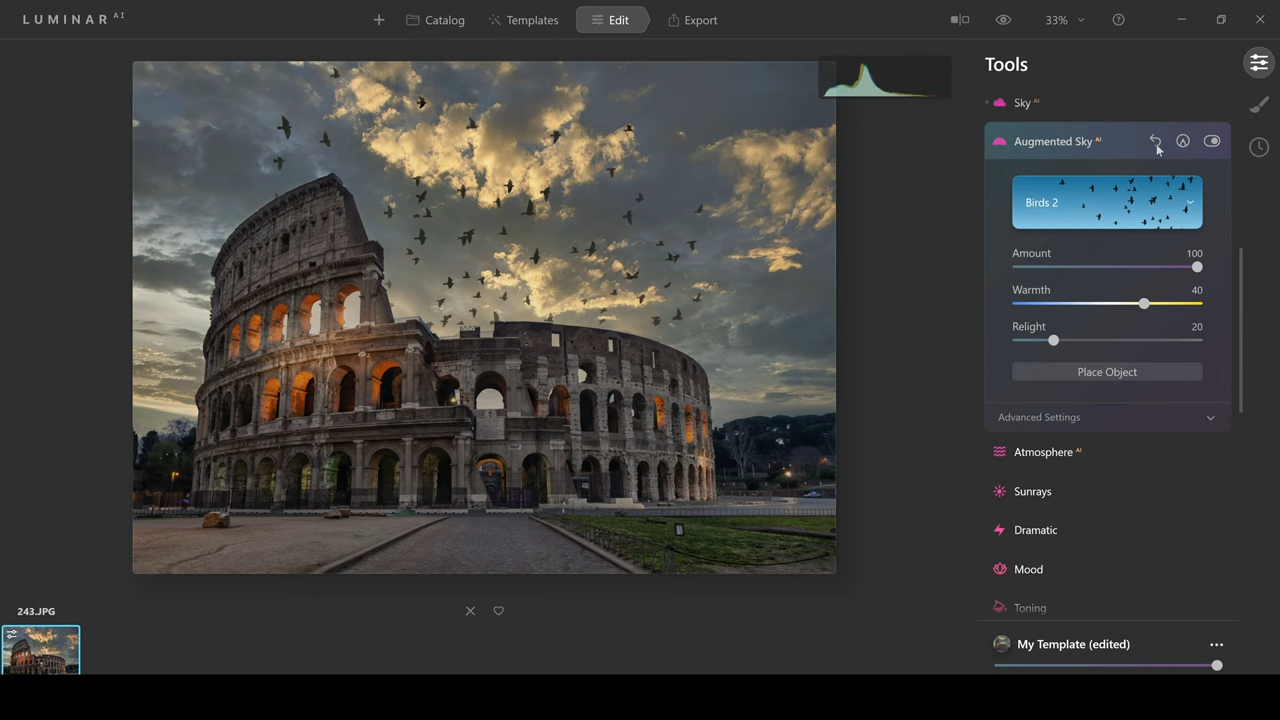 LUMINAR AI
Catalog
Templates
Edit
Export
33%
Tools
Sky AI
Augmented Sky AI
Birds 2
Amount 100
Warmth 40
Relight 20
Place Object
Advanced Settings
Atmosphere AI
Sunrays
Dramatic
Mood
Toning
243.JPG
My Template (edited)